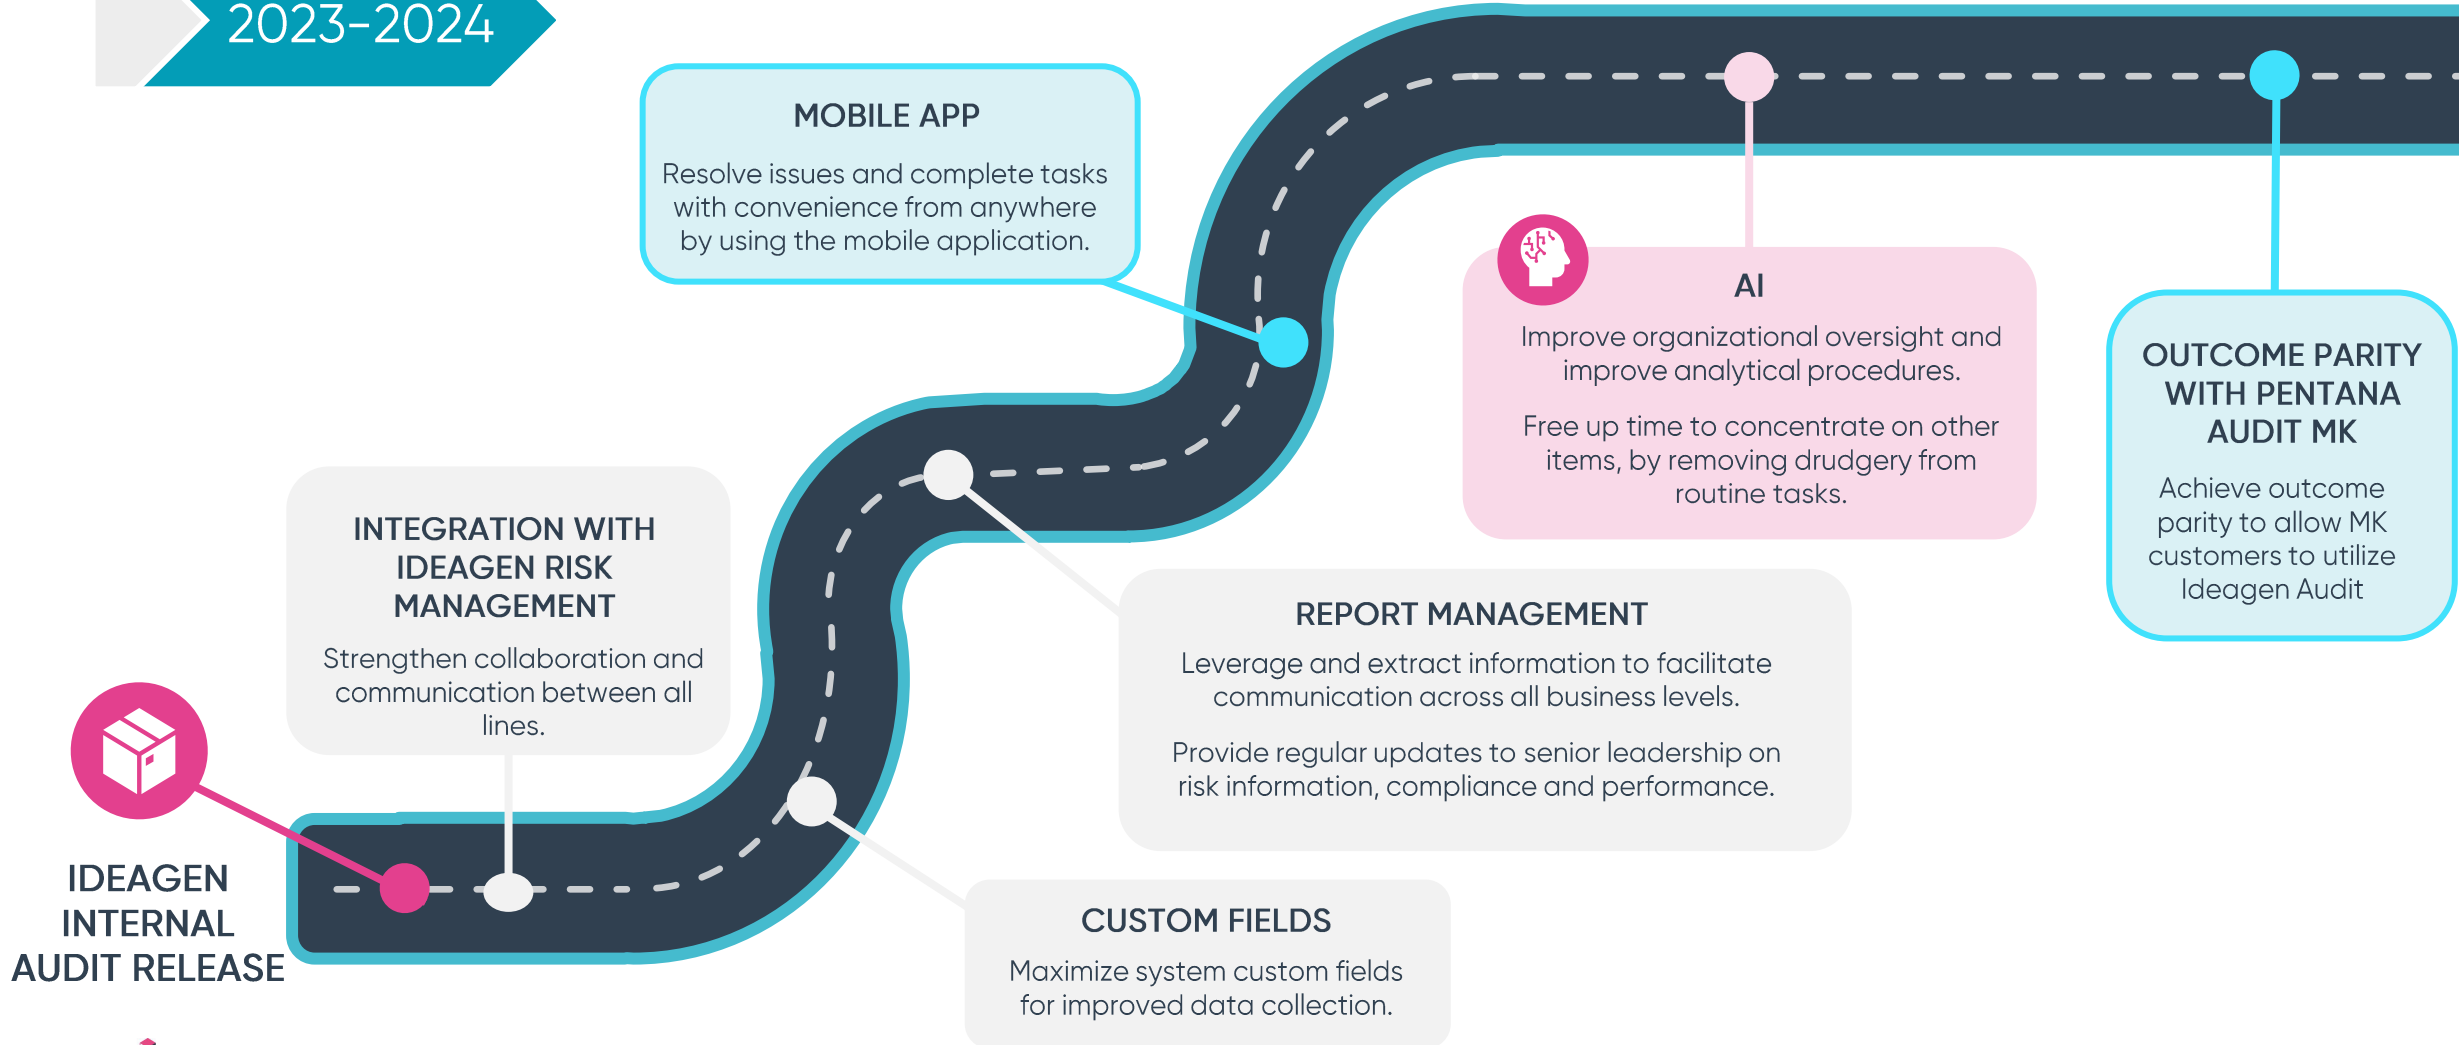 2023-2024
MOBILE APP
Resolve issues and complete tasks
with convenience from anywhere
by using the mobile application.
AI
Improve organizational oversight and
improve analytical procedures.
Free up time to concentrate on other
items, by removing drudgery from
routine tasks.
OUTCOME PARITY
WITH PENTANA
AUDIT MK
Achieve outcome
parity to allow MK
customers to utilize
Ideagen Audit
INTEGRATION WITH
IDEAGEN RISK
MANAGEMENT
Strengthen collaboration and
communication between all
lines.
REPORT MANAGEMENT
Leverage and extract information to facilitate
communication across all business levels.
Provide regular updates to senior leadership on
risk information, compliance and performance.
IDEAGEN
INTERNAL
AUDIT RELEASE
CUSTOM FIELDS
Maximize system custom fields
for improved data collection.